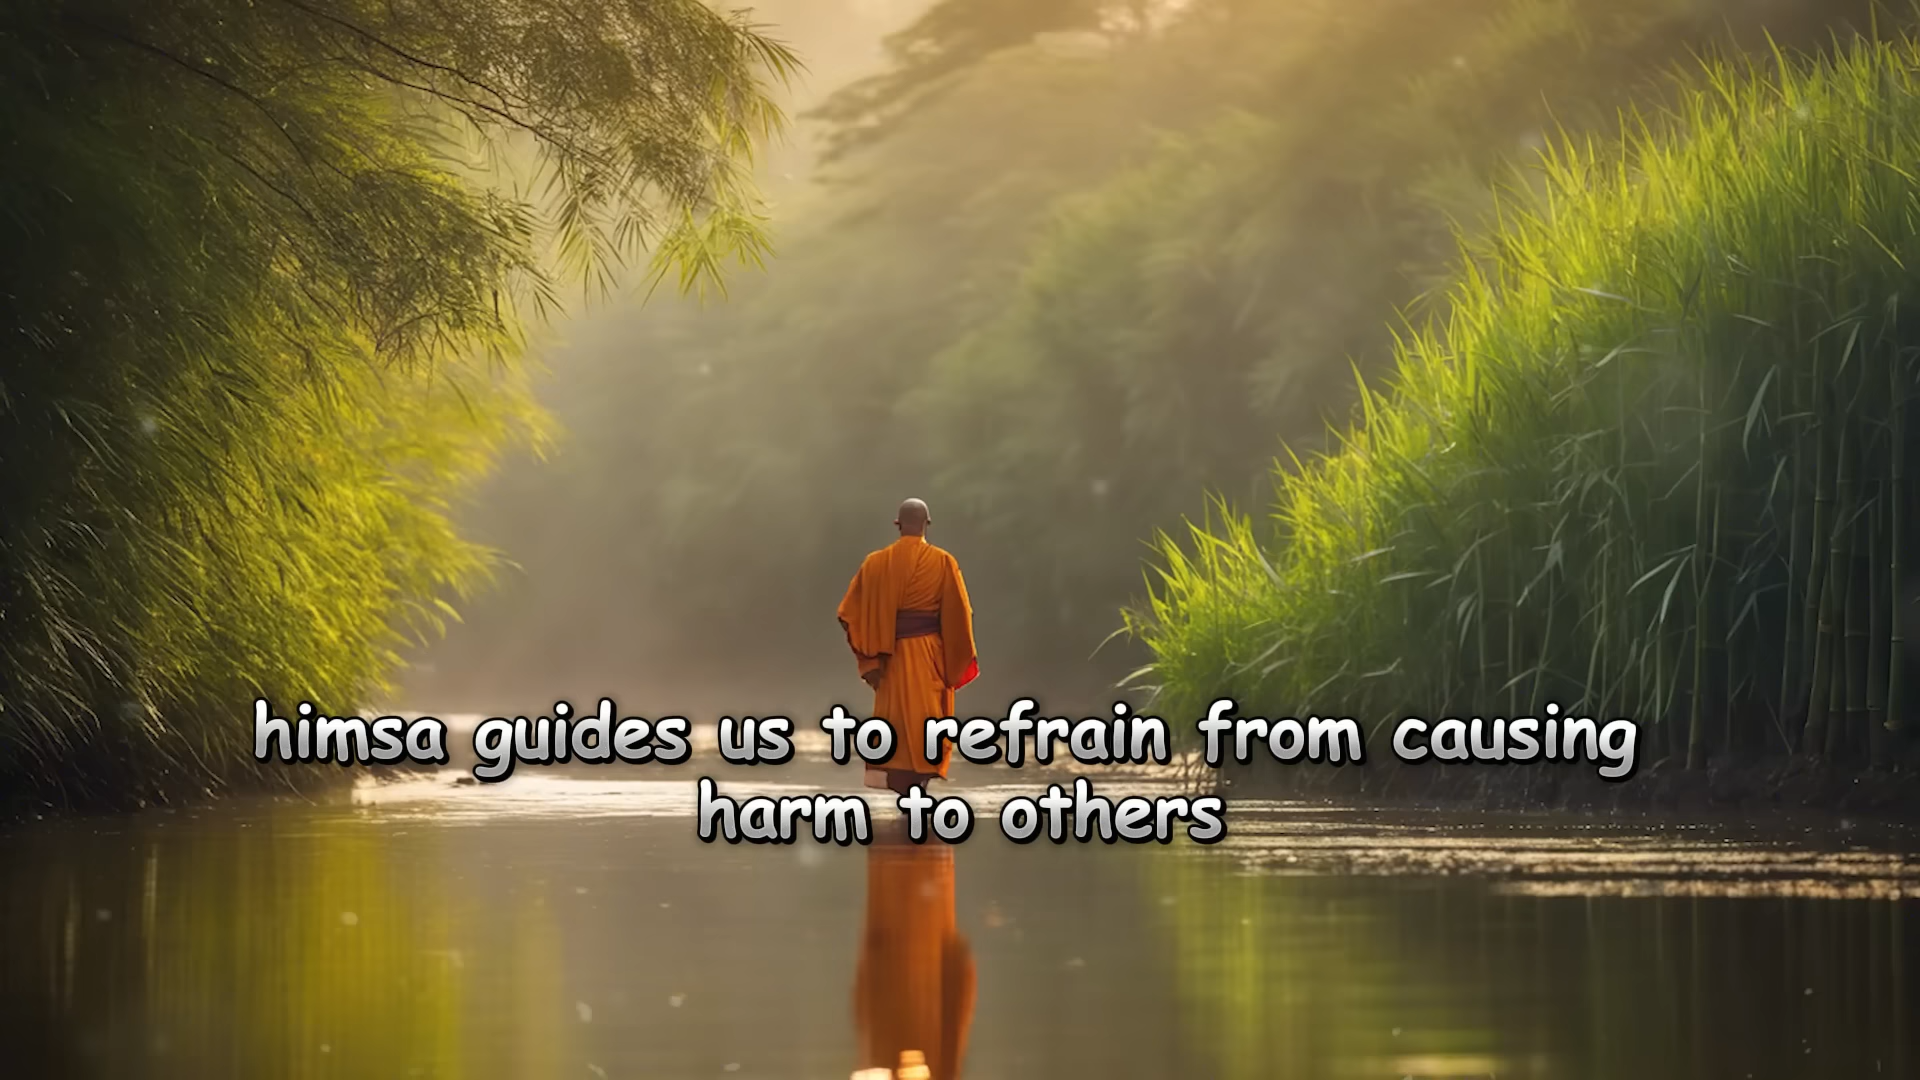 himsa guides us to refrain from causing
harm to others